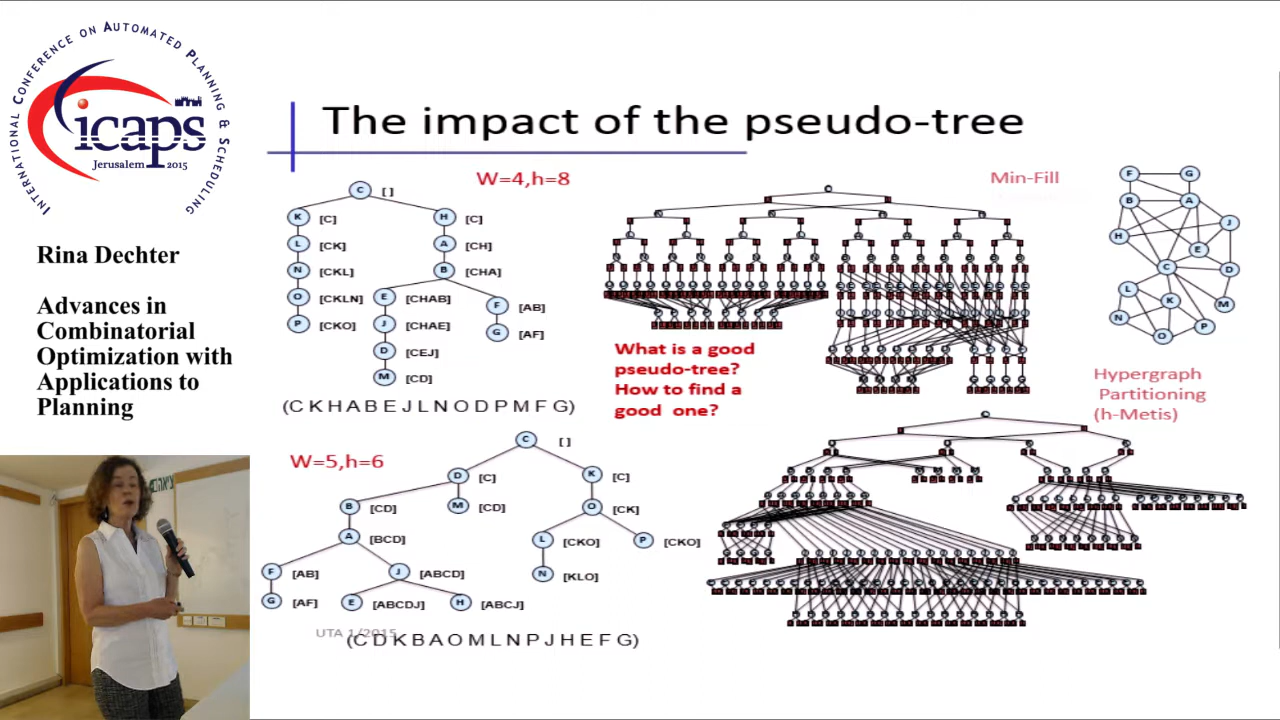 INTERNATIONAL CONFERENCE ON AUTOMATED PLANNING & SCHEDULING
icaps
Jerusalem 2015
Rina Dechter
Advances in
Combinatorial
Optimization with
Applications to
Planning
The impact of the pseudo-tree
W=4,h=8
Min-Fill
C [ ]
K [C] H [C]
L [CK] A [CH]
N [CKL] B [CHA]
O [CKLN] E [CHAB] F [AB]
P [CKO] J [CHAE] G [AF]
D [CEJ]
M [CD]
(C K H A B E J L N O D P M F G)
What is a good
pseudo-tree?
How to find a
good one?
F G
B A
J
H E
C D
L K M
N P
O
Hypergraph
Partitioning
(h-Metis)
W=5,h=6
C [ ]
D [C] K [C]
B [CD] M [CD] O [CK]
A [BCD] L [CKO] P [CKO]
F [AB] J [ABCD] N [KLO]
G [AF] E [ABCDJ] H [ABCJ]
UTA 1/2015
(C D K B A O M L N P J H E F G)